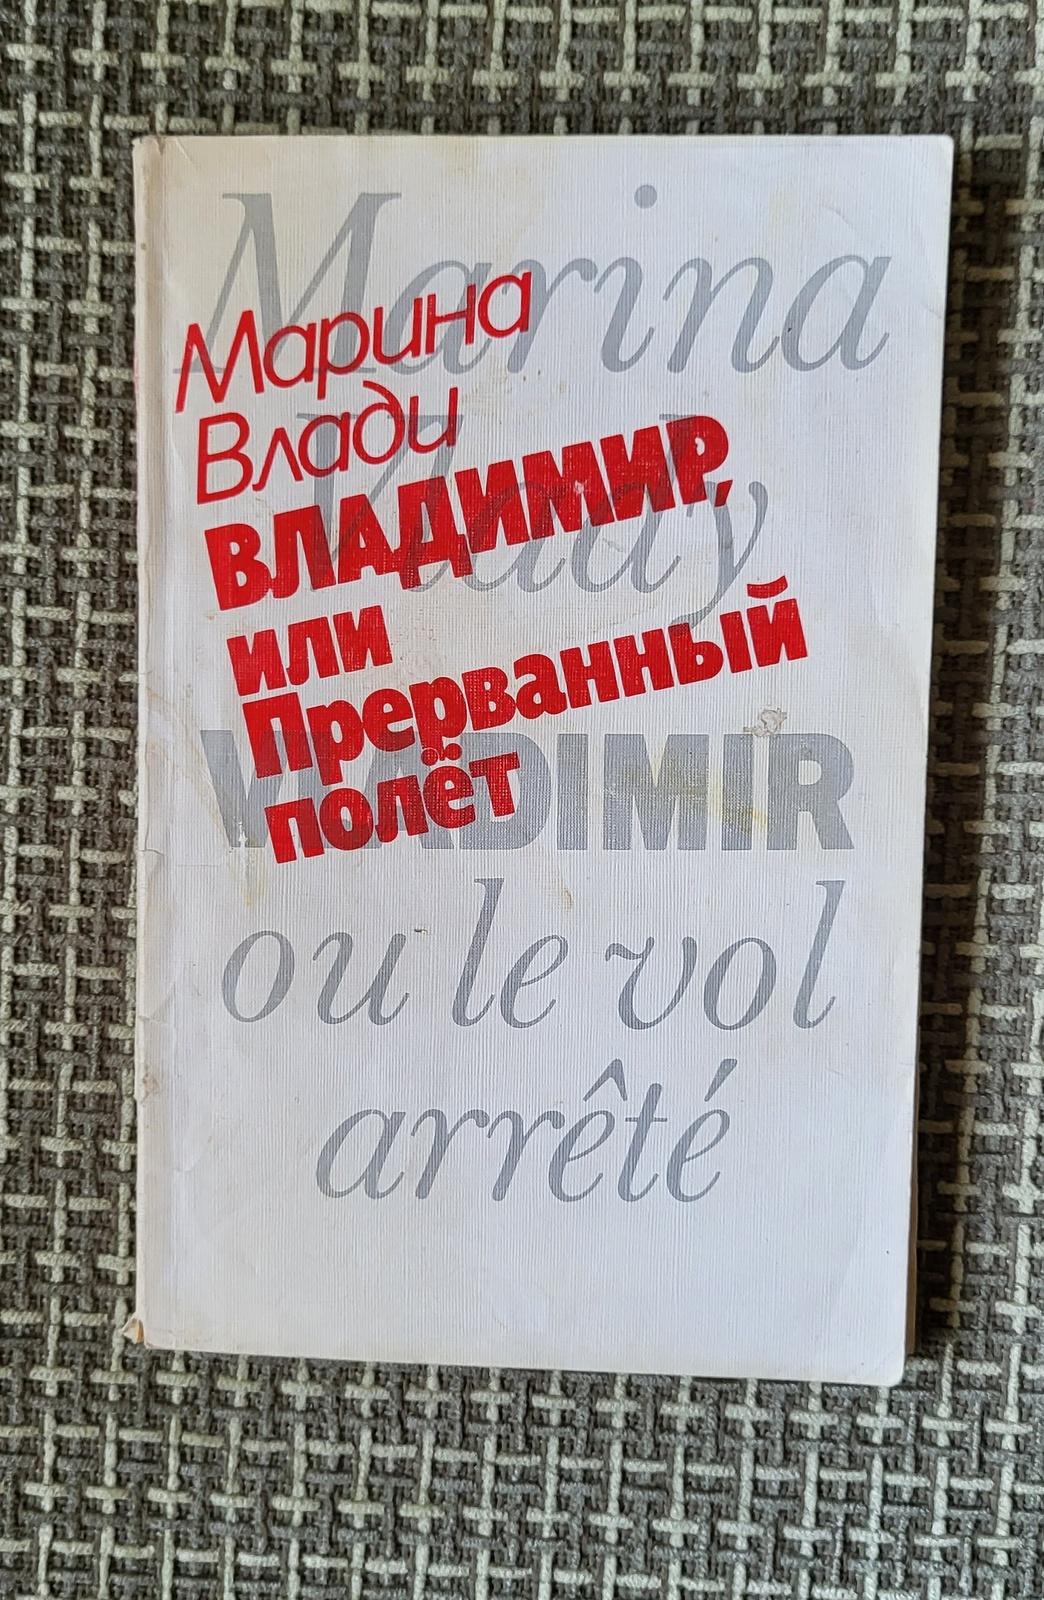 Marina
Vlady
VLADIMIR
ou le vol
arrêté
Марина
Влади
ВЛАДИМИР,
или
Прерванный
полёт